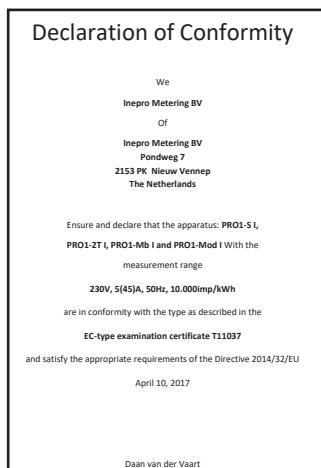 Declaration of Conformity
We
Inepro Metering BV
Of
Inepro Metering BV
Pondweg 7
2153 PK Nieuw Vennep
The Netherlands
Ensure and declare that the apparatus: PRO1-S I,
PRO1-2T I, PRO1-Mb I and PRO1-Mod I With the
measurement range
230V, 5(45)A, 50Hz, 10.000imp/kWh
are in conformity with the type as described in the
EC-type examination certificate T11037
and satisfy the appropriate requirements of the Directive 2014/32/EU
April 10, 2017
Daan van der Vaart